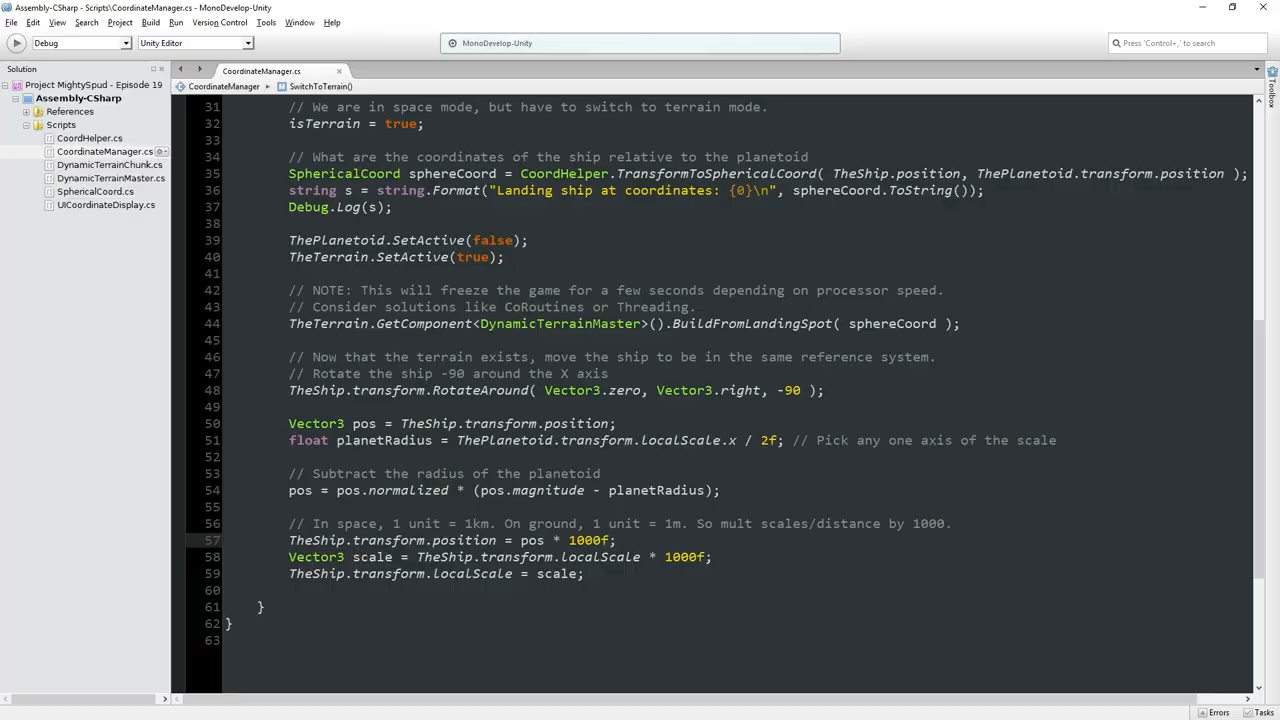 Assembly-CSharp - Scripts\CoordinateManager.cs - MonoDevelop-Unity
File Edit View Search Project Build Run Version Control Tools Window Help
Debug Unity Editor MonoDevelop-Unity Press 'Control+,' to search
Solution
CoordinateManager.cs
CoordinateManager SwitchToTerrain()
Project MightySpud - Episode 19
Assembly-CSharp
References
Scripts
CoordHelper.cs
CoordinateManager.cs
DynamicTerrainChunk.cs
DynamicTerrainMaster.cs
SphericalCoord.cs
UICoordinateDisplay.cs
31 // We are in space mode, but have to switch to terrain mode.
32 isTerrain = true;
33
34 // What are the coordinates of the ship relative to the planetoid
35 SphericalCoord sphereCoord = CoordHelper.TransformToSphericalCoord( TheShip.position, ThePlanetoid.transform.position );
36 string s = string.Format("Landing ship at coordinates: {0}\n", sphereCoord.ToString());
37 Debug.Log(s);
38
39 ThePlanetoid.SetActive(false);
40 TheTerrain.SetActive(true);
41
42 // NOTE: This will freeze the game for a few seconds depending on processor speed.
43 // Consider solutions like CoRoutines or Threading.
44 TheTerrain.GetComponent<DynamicTerrainMaster>().BuildFromLandingSpot( sphereCoord );
45
46 // Now that the terrain exists, move the ship to be in the same reference system.
47 // Rotate the ship -90 around the X axis
48 TheShip.transform.RotateAround( Vector3.zero, Vector3.right, -90 );
49
50 Vector3 pos = TheShip.transform.position;
51 float planetRadius = ThePlanetoid.transform.localScale.x / 2f; // Pick any one axis of the scale
52
53 // Subtract the radius of the planetoid
54 pos = pos.normalized * (pos.magnitude - planetRadius);
55
56 // In space, 1 unit = 1km. On ground, 1 unit = 1m. So mult scales/distance by 1000.
57 TheShip.transform.position = pos * 1000f;
58 Vector3 scale = TheShip.transform.localScale * 1000f;
59 TheShip.transform.localScale = scale;
60
61 }
62 }
63
Toolbox
Errors Tasks